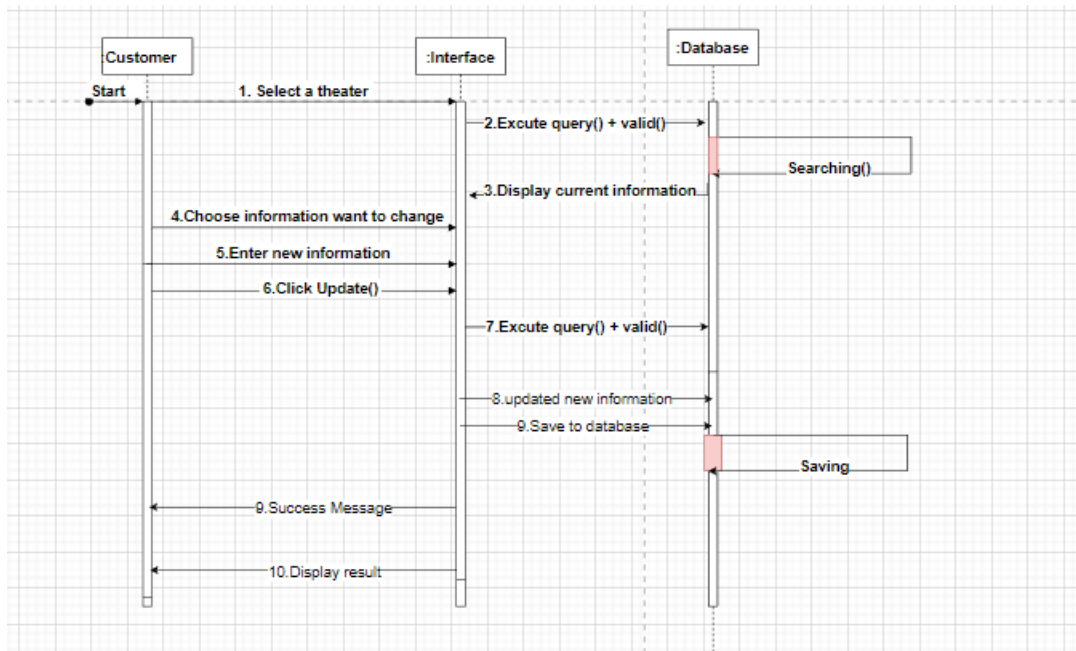 :Customer
:Interface
:Database
Start
1. Select a theater
2.Excute query() + valid()
Searching()
3.Display current information
4.Choose information want to change
5.Enter new information
6.Click Update()
7.Excute query() + valid()
8.updated new information
9.Save to database
Saving
9.Success Message
10.Display result